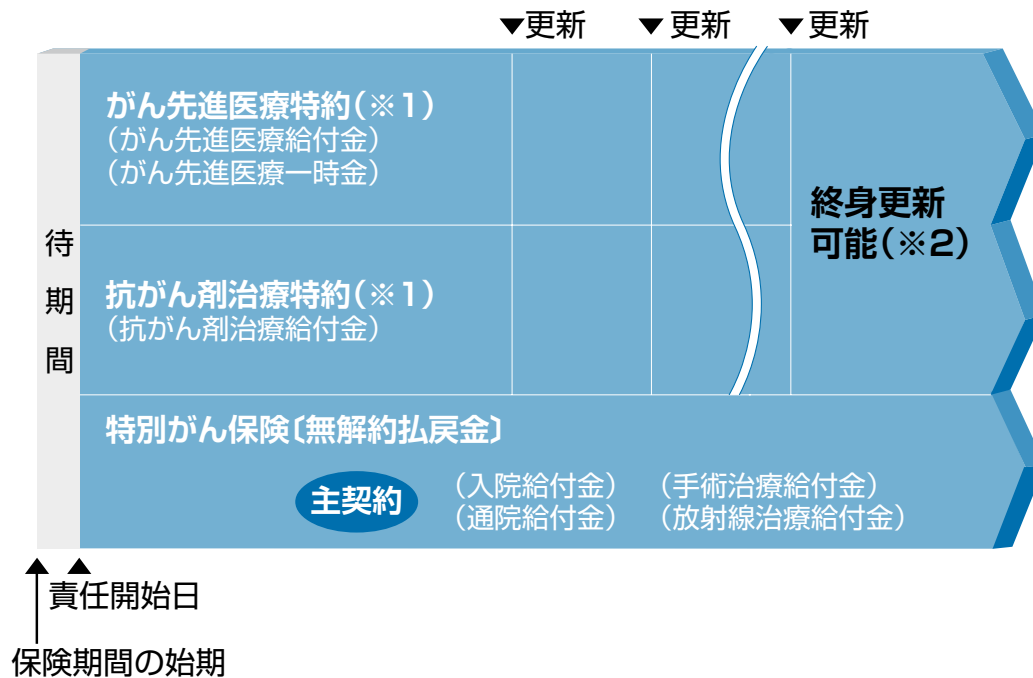 ▼更新 ▼更新 ▼更新
がん先進医療特約(※1)
(がん先進医療給付金)
(がん先進医療一時金)
終身更新
可能(※2)
待期間
抗がん剤治療特約(※1)
(抗がん剤治療給付金)
特別がん保険〔無解約払戻金〕
主契約
(入院給付金) (手術治療給付金)
(通院給付金) (放射線治療給付金)
責任開始日
保険期間の始期